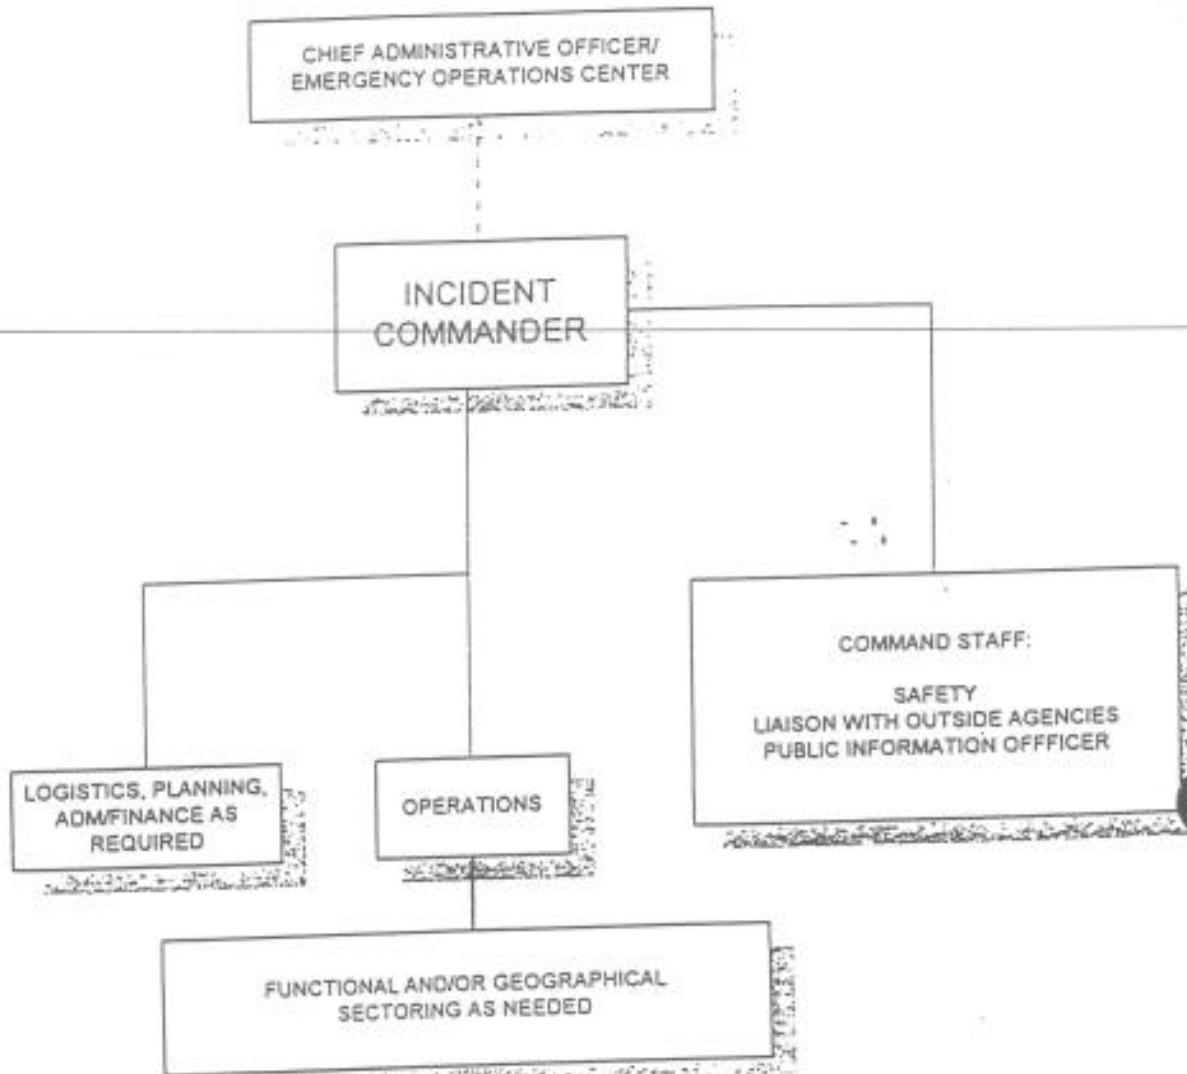 CHIEF ADMINISTRATIVE OFFICER/
EMERGENCY OPERATIONS CENTER
INCIDENT
COMMANDER
COMMAND STAFF:
SAFETY
LIAISON WITH OUTSIDE AGENCIES
PUBLIC INFORMATION OFFFICER
LOGISTICS, PLANNING,
ADM/FINANCE AS
REQUIRED
OPERATIONS
FUNCTIONAL AND/OR GEOGRAPHICAL
SECTORING AS NEEDED